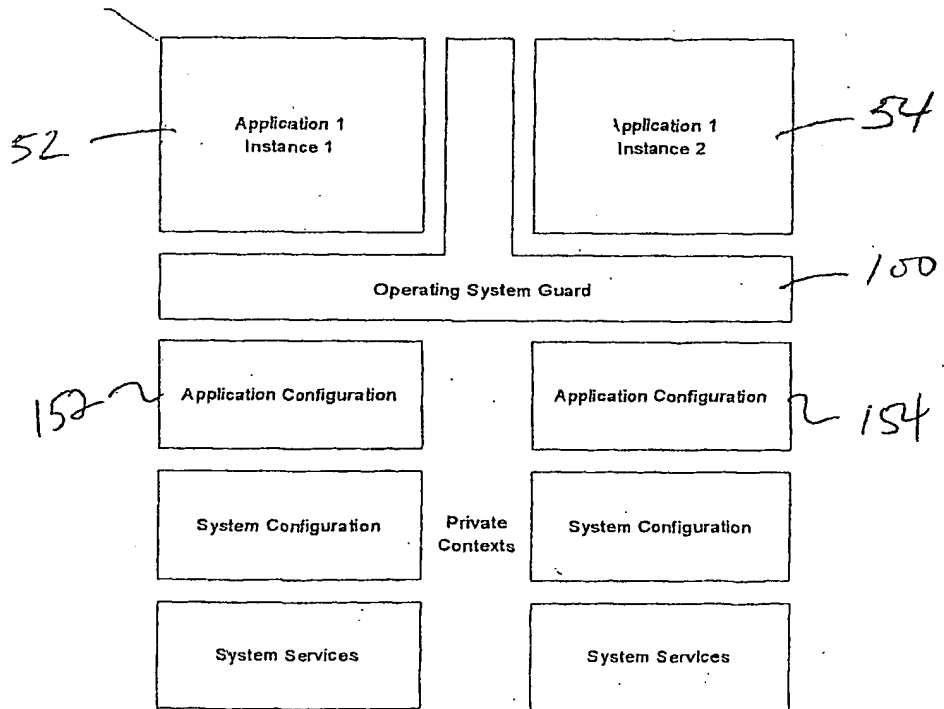 Application 1
Instance 1
Application 1
Instance 2
52
54
Operating System Guard
100
152
Application Configuration
Application Configuration
154
System Configuration
Private
Contexts
System Configuration
System Services
System Services